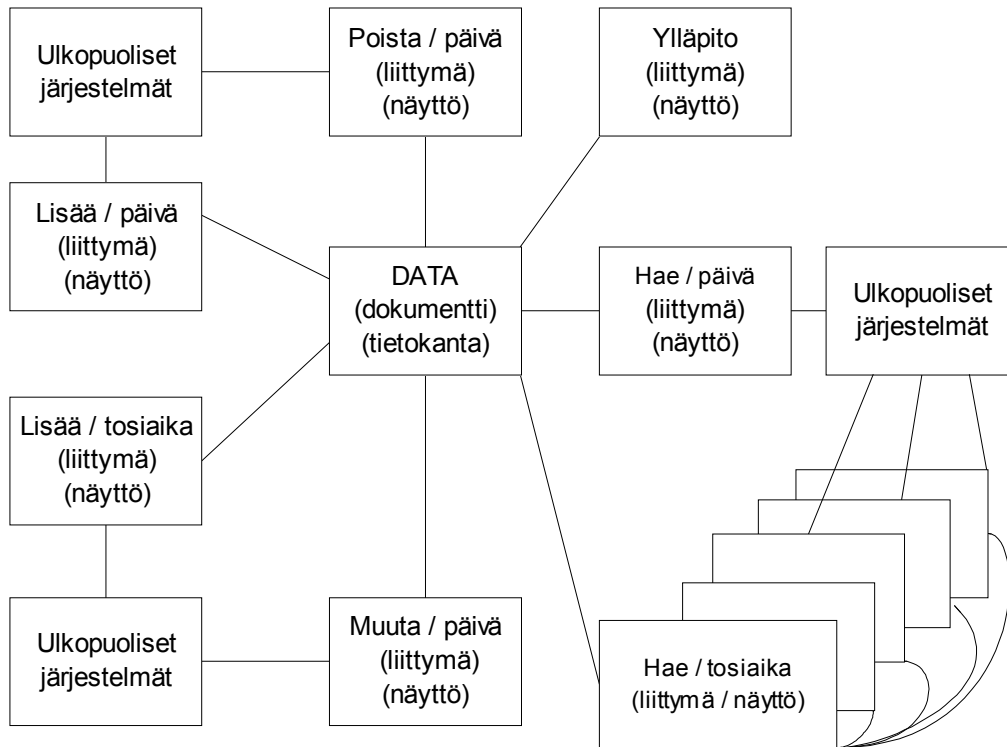 Ulkopuoliset
järjestelmät
Poista / päivä
(liittymä)
(näyttö)
Ylläpito
(liittymä)
(näyttö)
Lisää / päivä
(liittymä)
(näyttö)
DATA
(dokumentti)
(tietokanta)
Hae / päivä
(liittymä)
(näyttö)
Ulkopuoliset
järjestelmät
Lisää / tosiaika
(liittymä)
(näyttö)
Ulkopuoliset
järjestelmät
Muuta / päivä
(liittymä)
(näyttö)
Hae / tosiaika
(liittymä / näyttö)